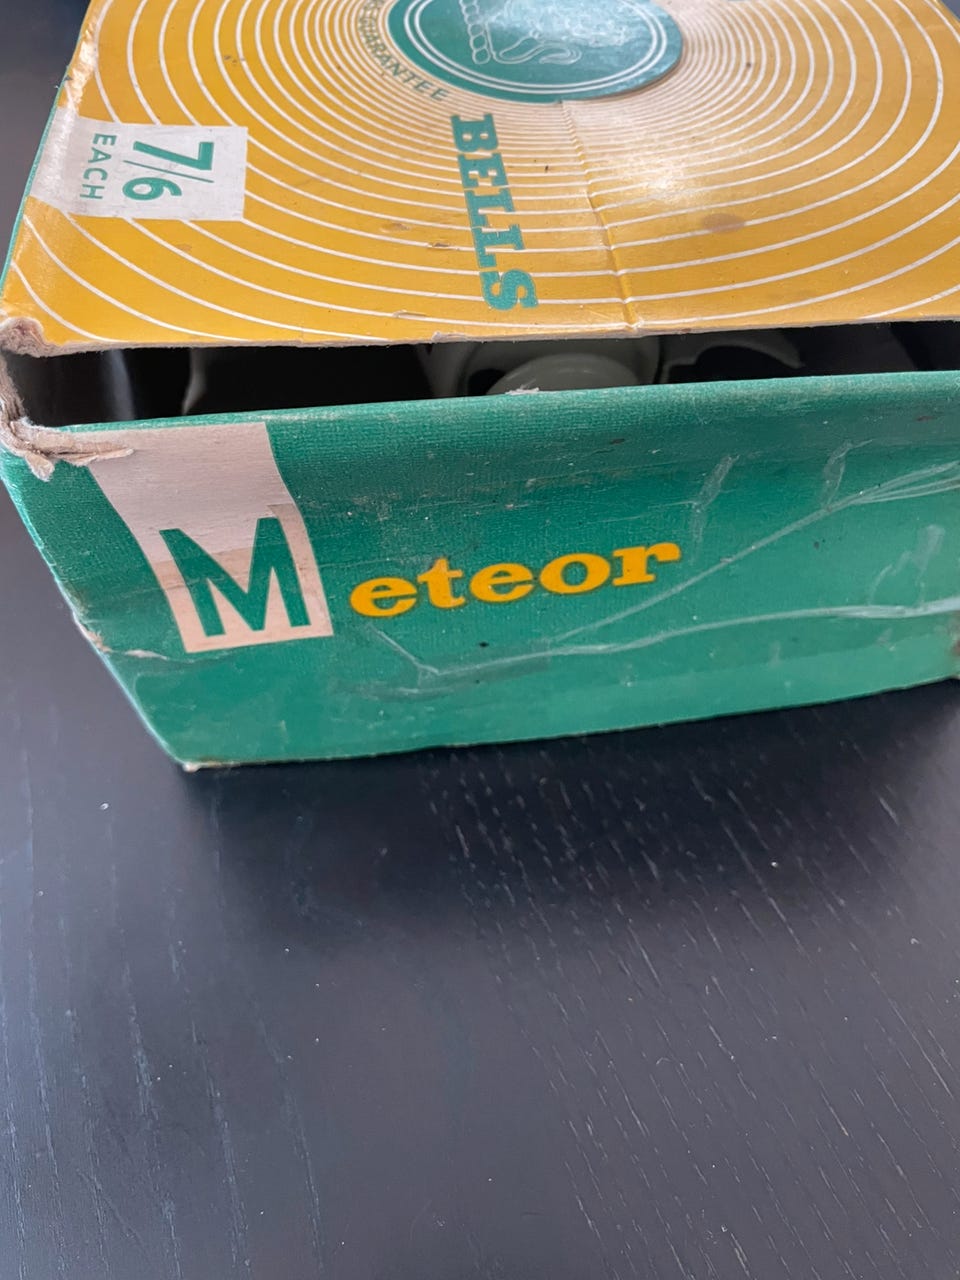 GUARANTEE
BELLS
7/6
EACH
Meteor